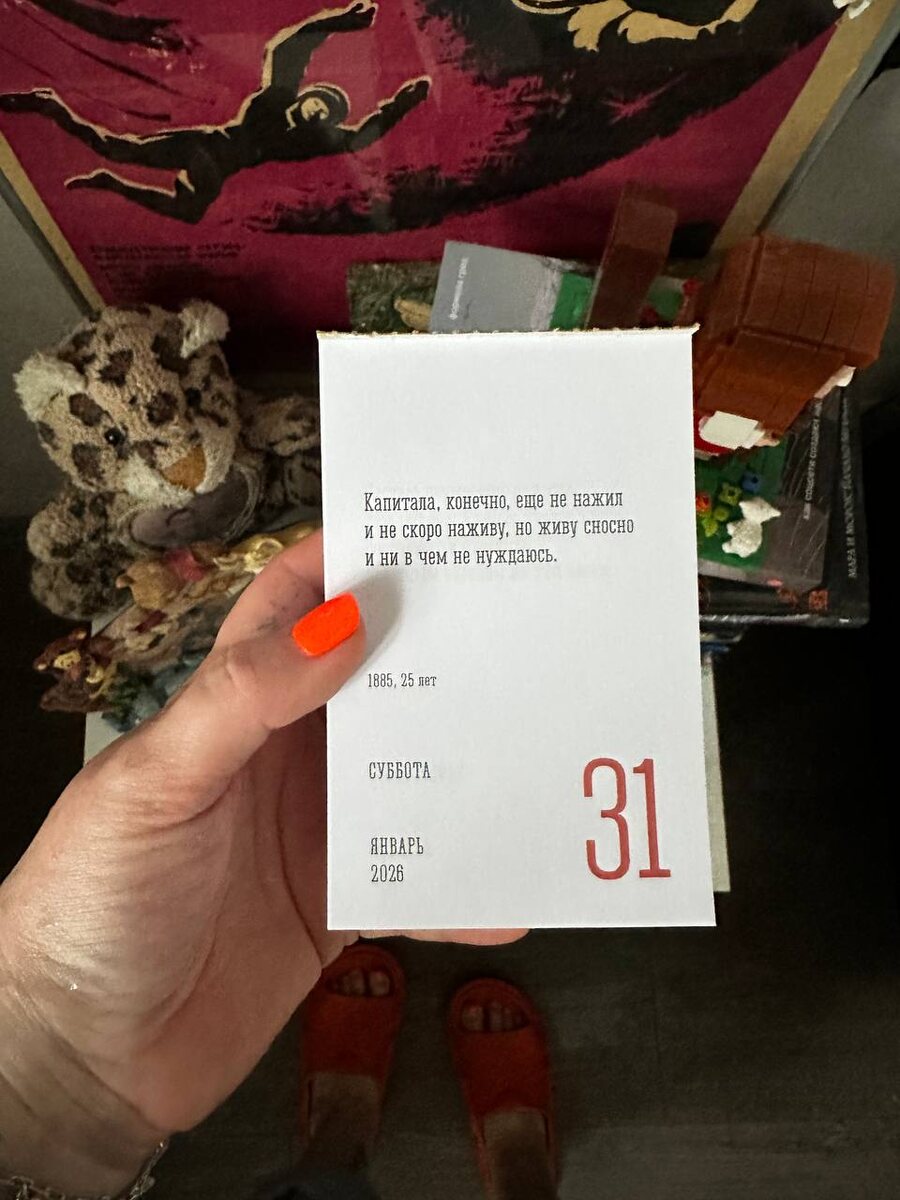 Капитала, конечно, еще не нажил
и не скоро наживу, но живу сносно
и ни в чем не нуждаюсь.
1885, 25 лет
СУББОТА
31
ЯНВАРЬ
2026